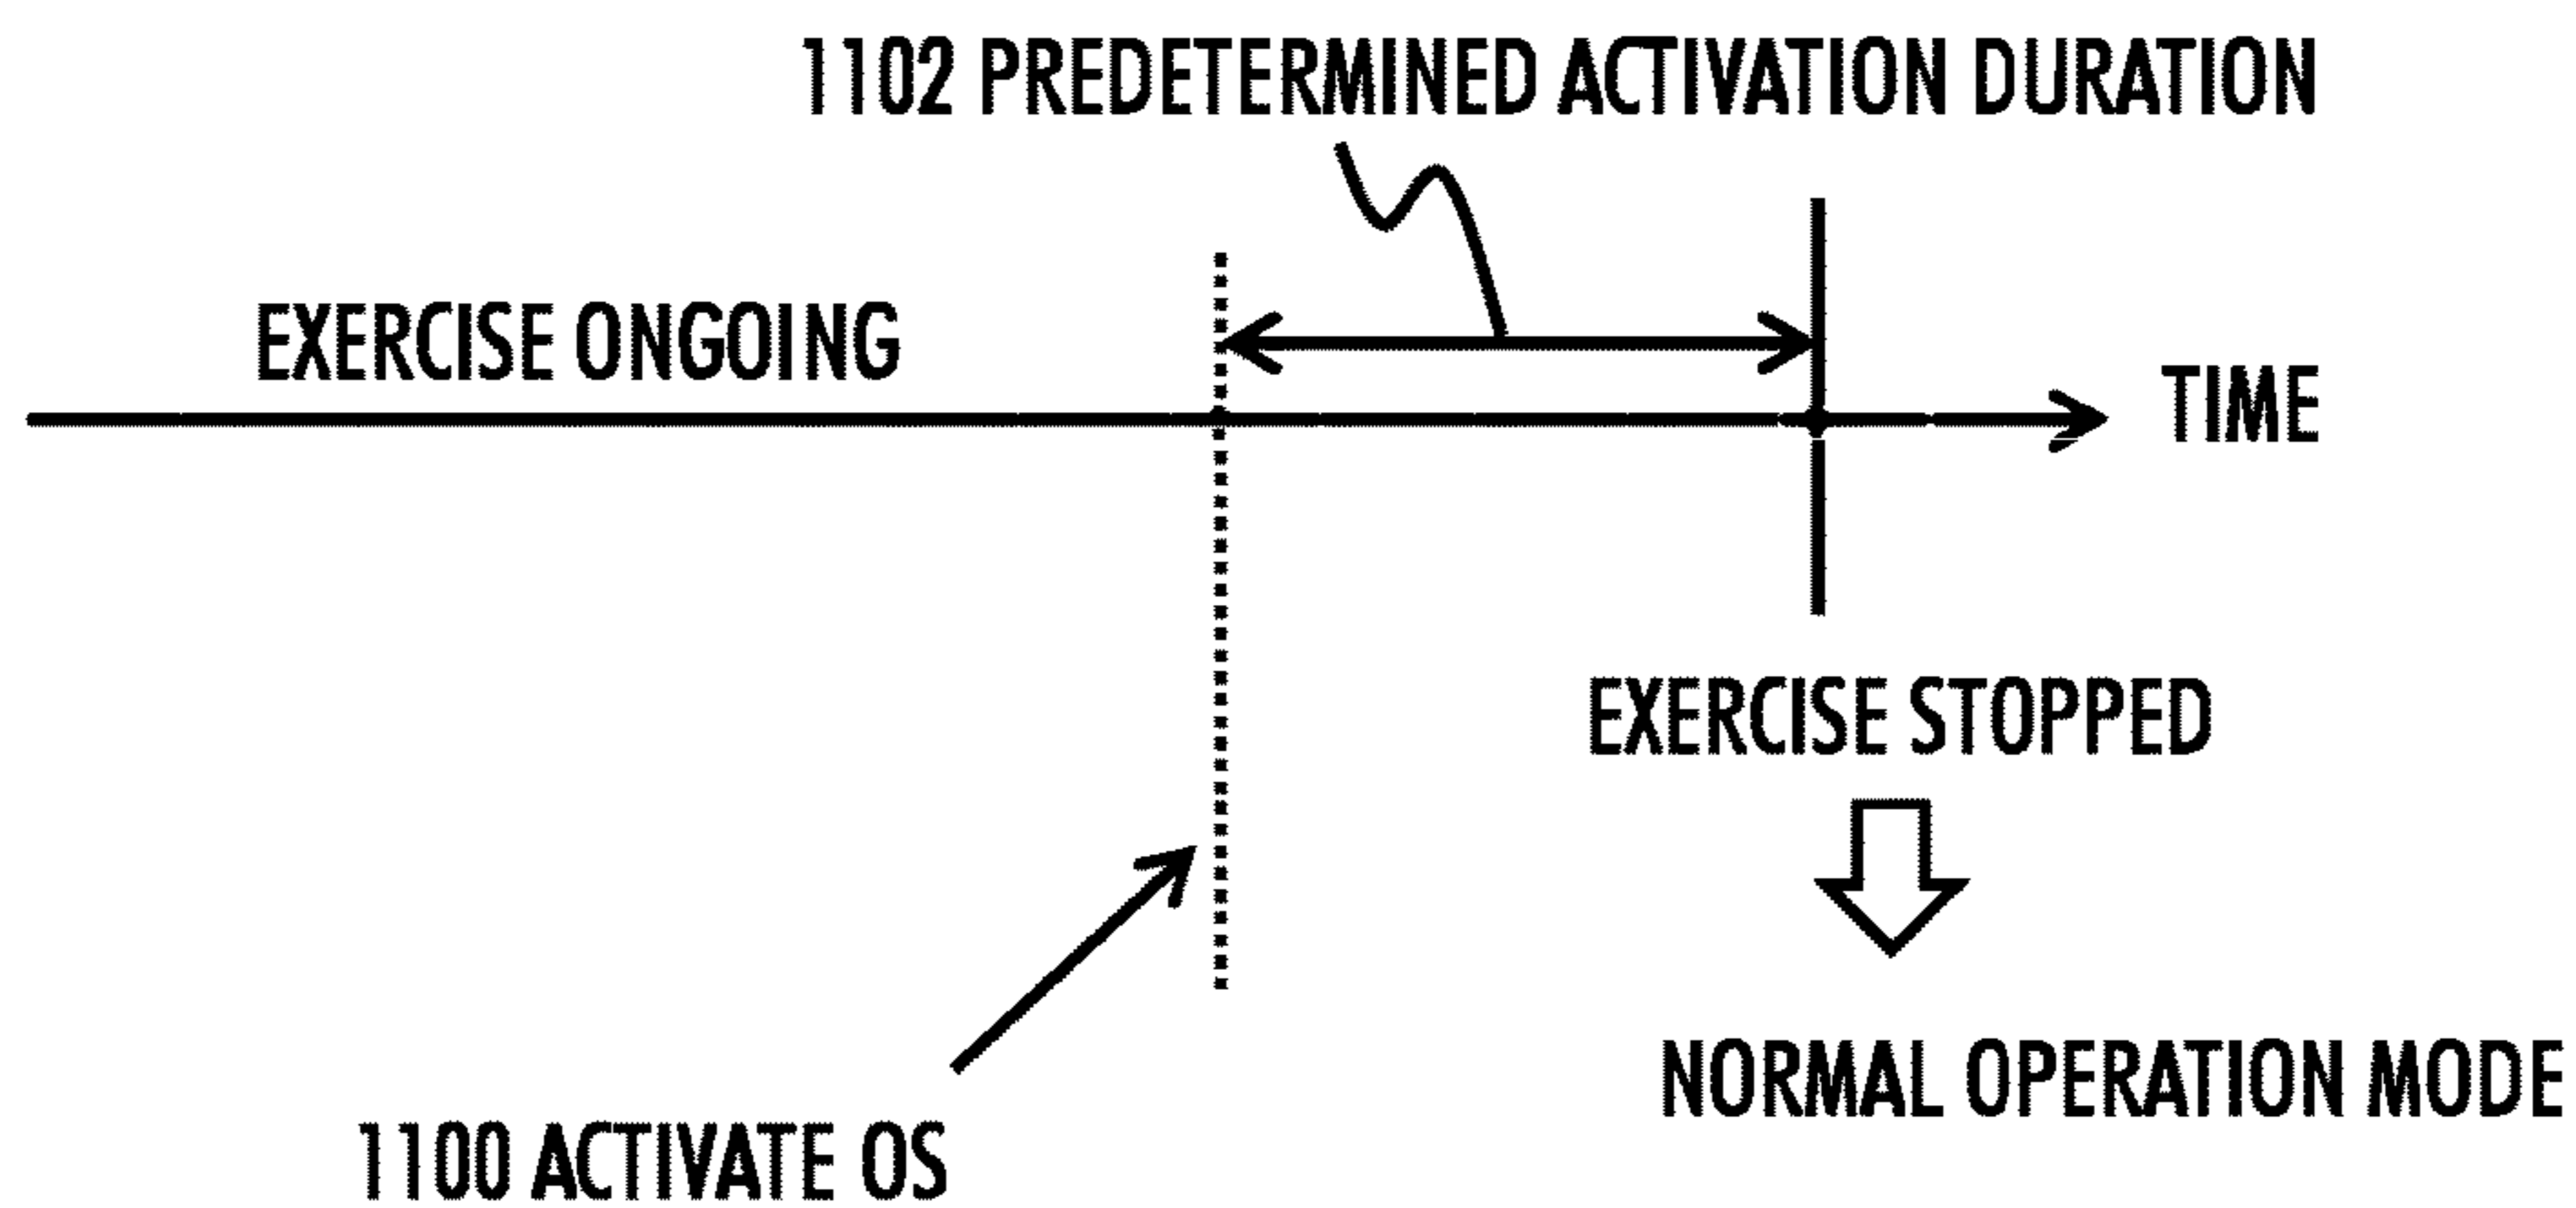 1102 PREDETERMINED ACTIVATION DURATION
EXERCISE ONGOING
TIME
EXERCISE STOPPED
NORMAL OPERATION MODE
1100 ACTIVATE OS